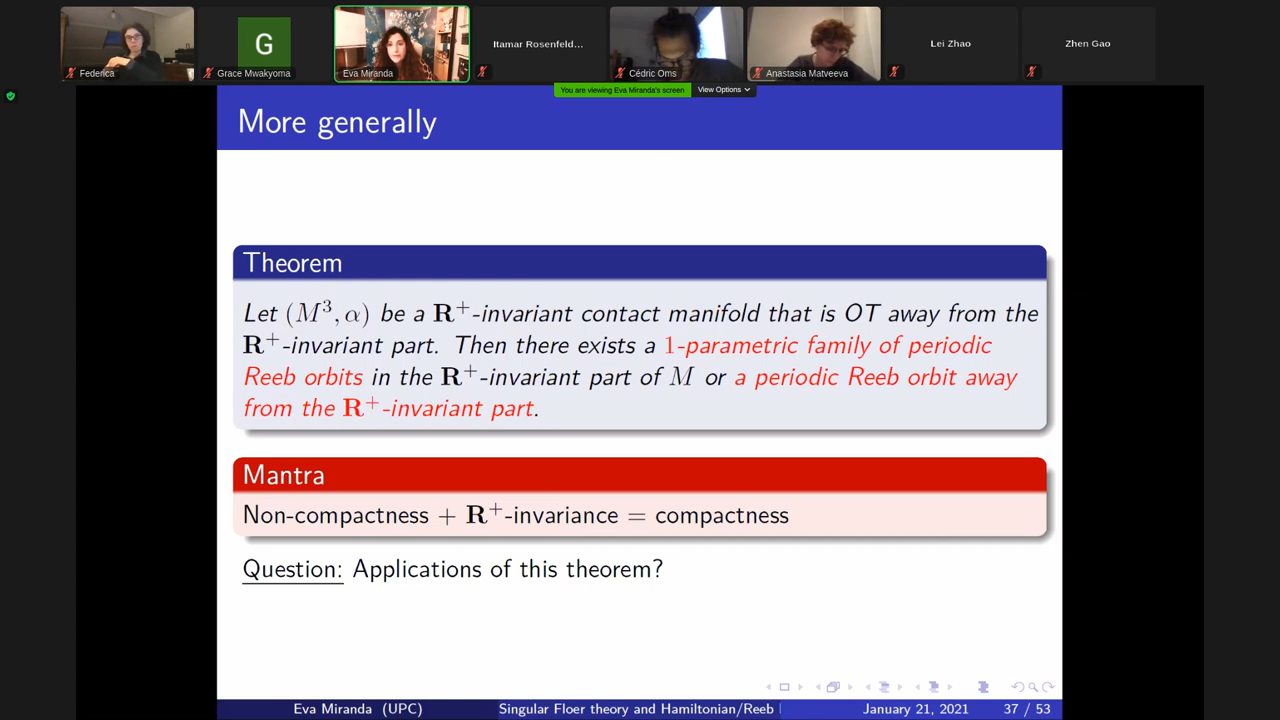 G
Itamar Rosenfeld...
Lei Zhao
Zhen Gao
Federica
Grace Mwakyoma
Eva Miranda
Cédric Oms
Anastasia Matveeva
You are viewing Eva Miranda's screen
View Options
More generally
Theorem
Let (M³, α) be a R⁺-invariant contact manifold that is OT away from the
R⁺-invariant part. Then there exists a 1-parametric family of periodic
Reeb orbits in the R⁺-invariant part of M or a periodic Reeb orbit away
from the R⁺-invariant part.
Mantra
Non-compactness + R⁺-invariance = compactness
Question: Applications of this theorem?
Eva Miranda (UPC)
Singular Floer theory and Hamiltonian/Reeb
January 21, 2021
37 / 53